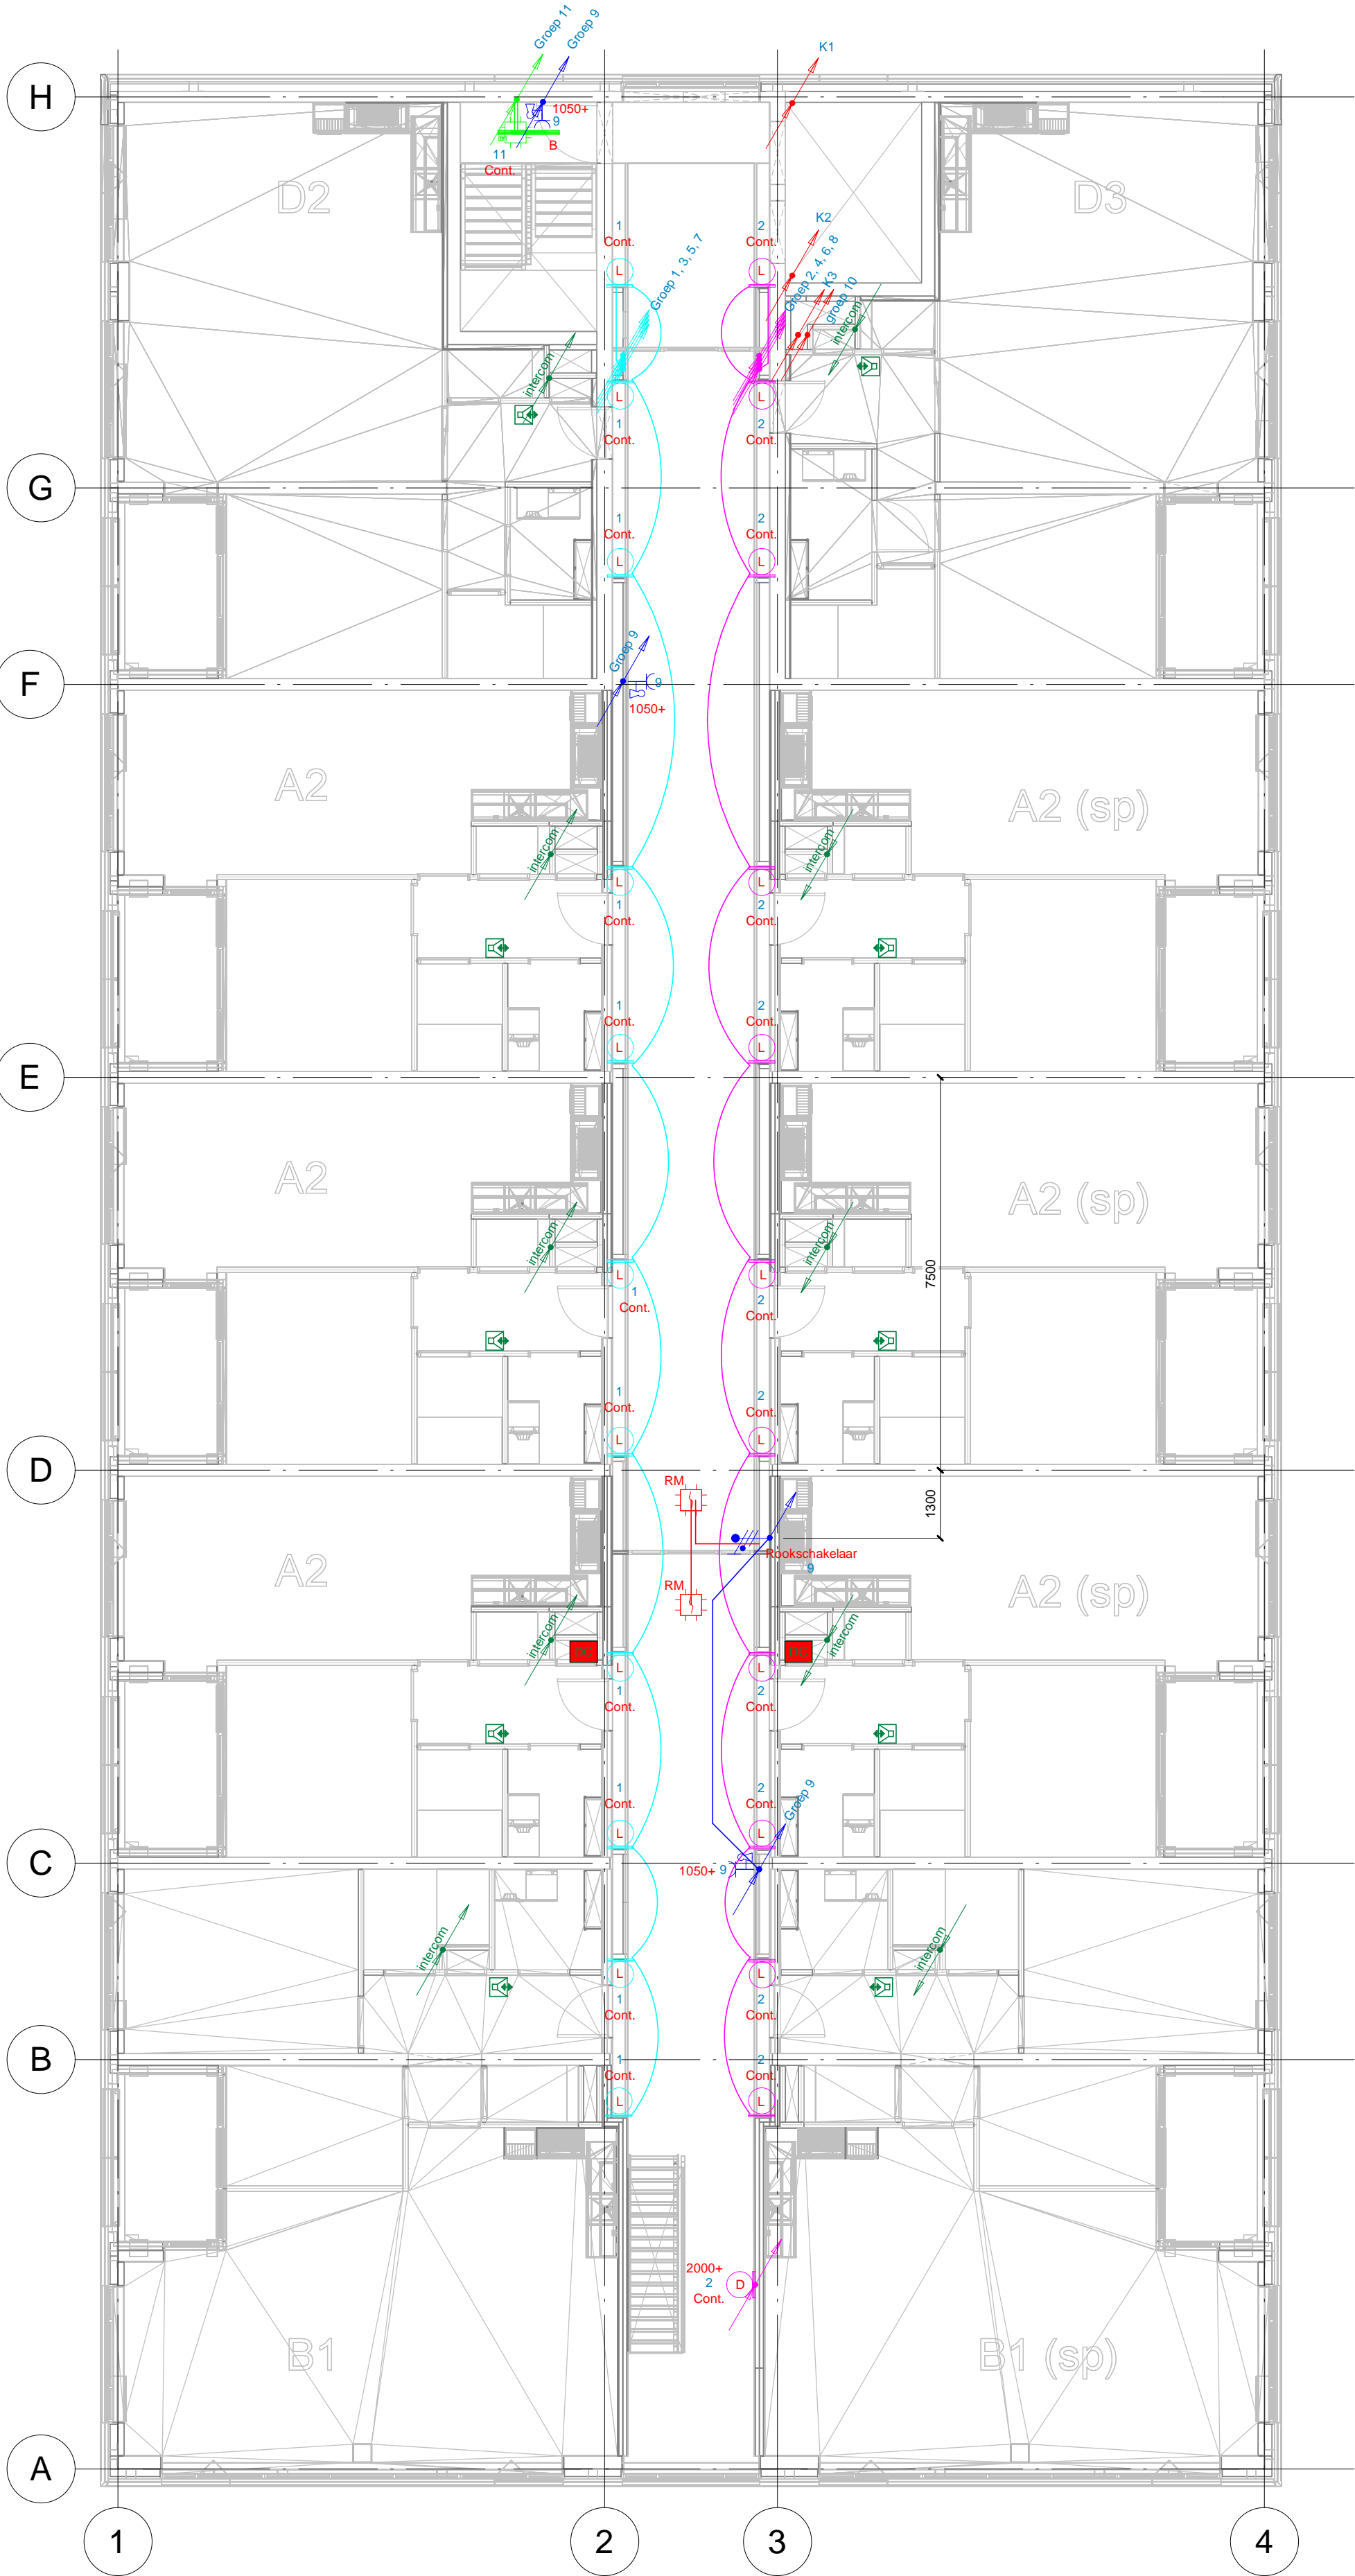 Groep 11
Groep 9
K1
H
1050+
9
B
11
Cont.
D2
D3
1
Cont.
2
Cont.
K2
L
L
Groep 1, 3, 5, 7
Groep 2, 4, 6, 8
K3
groep 10
intercom
intercom
L
L
1
Cont.
2
Cont.
G
1
Cont.
2
Cont.
L
L
Groep 9
F
9
1050+
A2
A2 (sp)
intercom
intercom
L
L
1
Cont.
2
Cont.
1
Cont.
2
Cont.
L
L
E
A2
A2 (sp)
intercom
intercom
7500
L
L
1
Cont.
2
Cont.
1
Cont.
2
Cont.
L
L
D
RM
1300
Rookschakelaar
9
A2
RM
A2 (sp)
intercom
intercom
L
L
1
Cont.
2
Cont.
1
Cont.
2
Cont.
Groep 9
L
L
C
1050+ 9
intercom
intercom
L
L
1
Cont.
2
Cont.
B
1
Cont.
2
Cont.
L
L
2000+
2
Cont.
D
B1
B1 (sp)
A
1
2
3
4